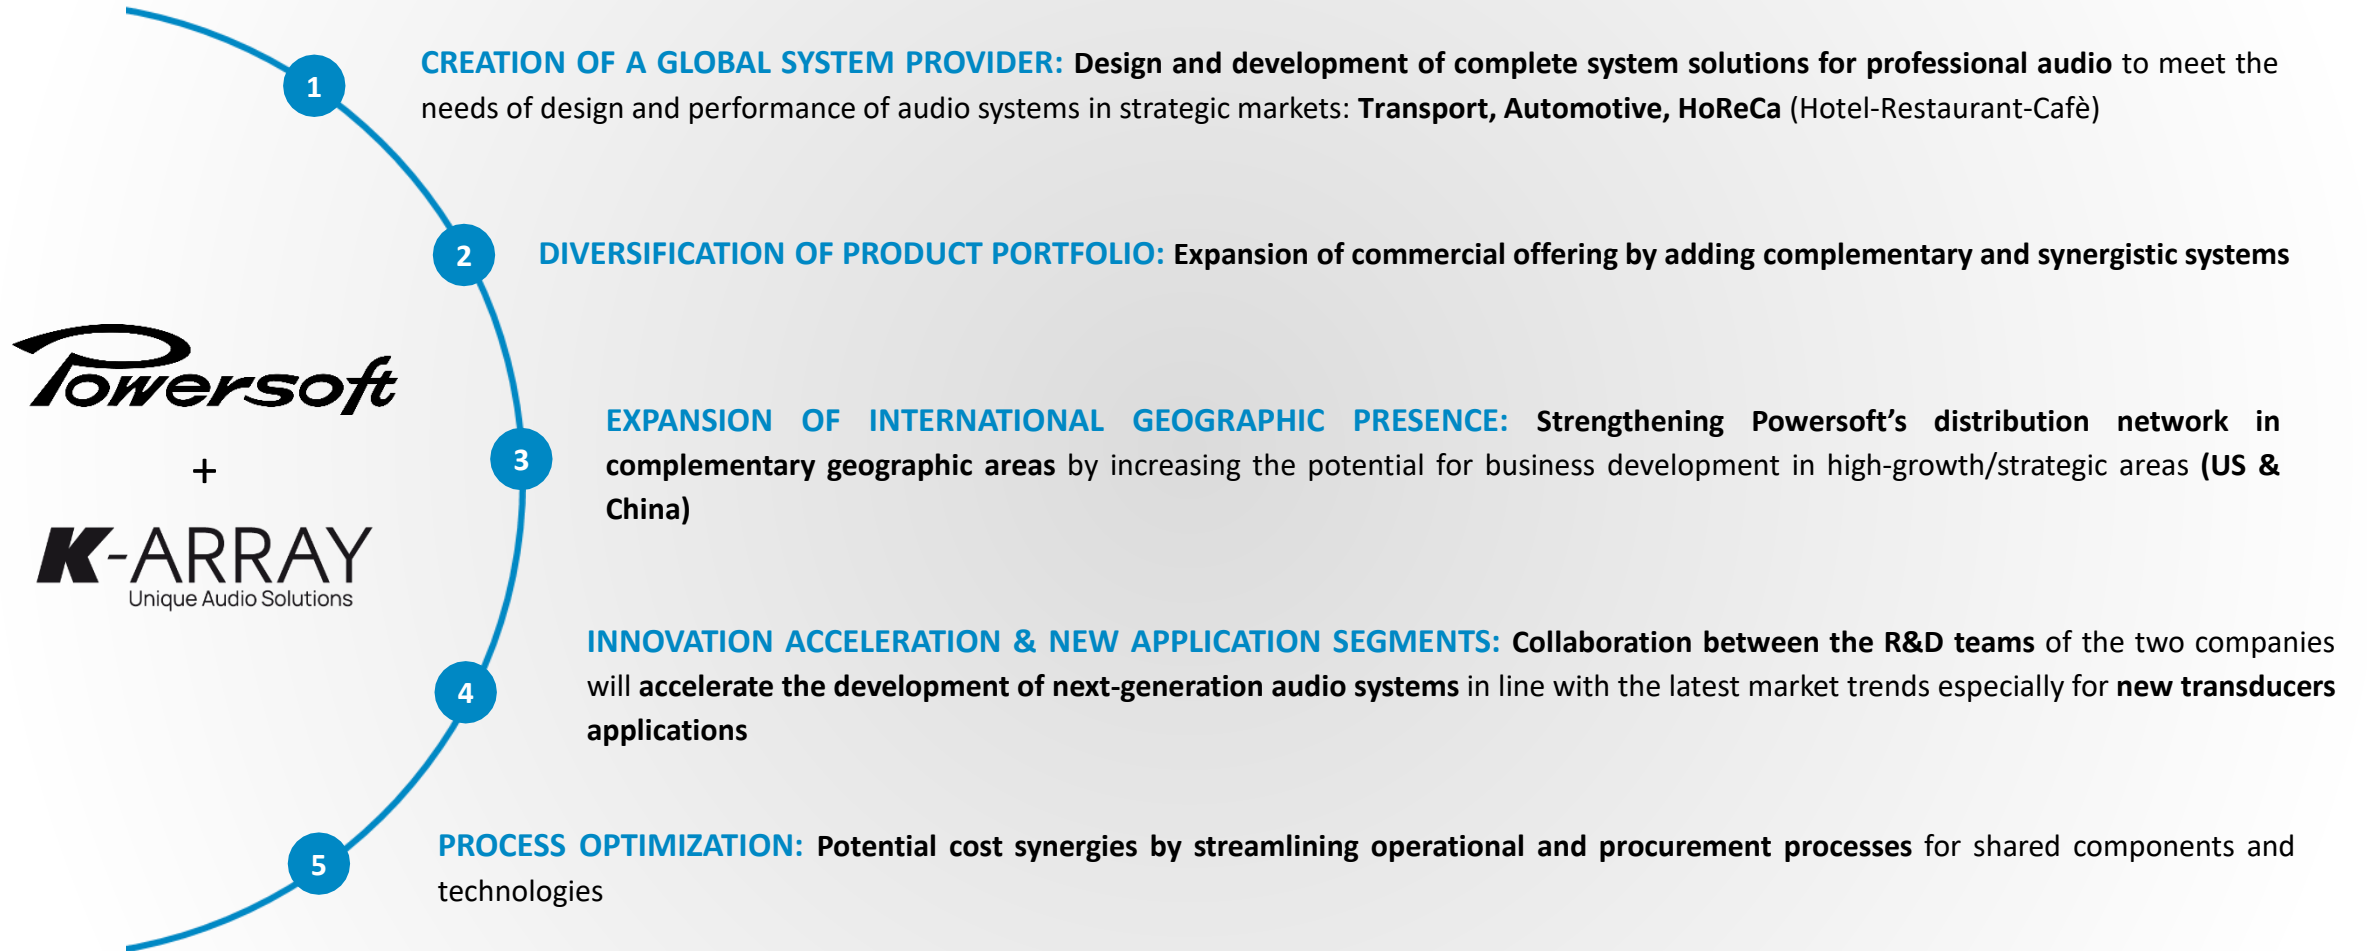 1
CREATION OF A GLOBAL SYSTEM PROVIDER: Design and development of complete system solutions for professional audio to meet the
needs of design and performance of audio systems in strategic markets: Transport, Automotive, HoReCa (Hotel-Restaurant-Cafè)
2
DIVERSIFICATION OF PRODUCT PORTFOLIO: Expansion of commercial offering by adding complementary and synergistic systems
Powersoft
+
K-ARRAY
Unique Audio Solutions
3
EXPANSION OF INTERNATIONAL GEOGRAPHIC PRESENCE: Strengthening Powersoft’s distribution network in
complementary geographic areas by increasing the potential for business development in high-growth/strategic areas (US &
China)
4
INNOVATION ACCELERATION & NEW APPLICATION SEGMENTS: Collaboration between the R&D teams of the two companies
will accelerate the development of next-generation audio systems in line with the latest market trends especially for new transducers
applications
5
PROCESS OPTIMIZATION: Potential cost synergies by streamlining operational and procurement processes for shared components and
technologies